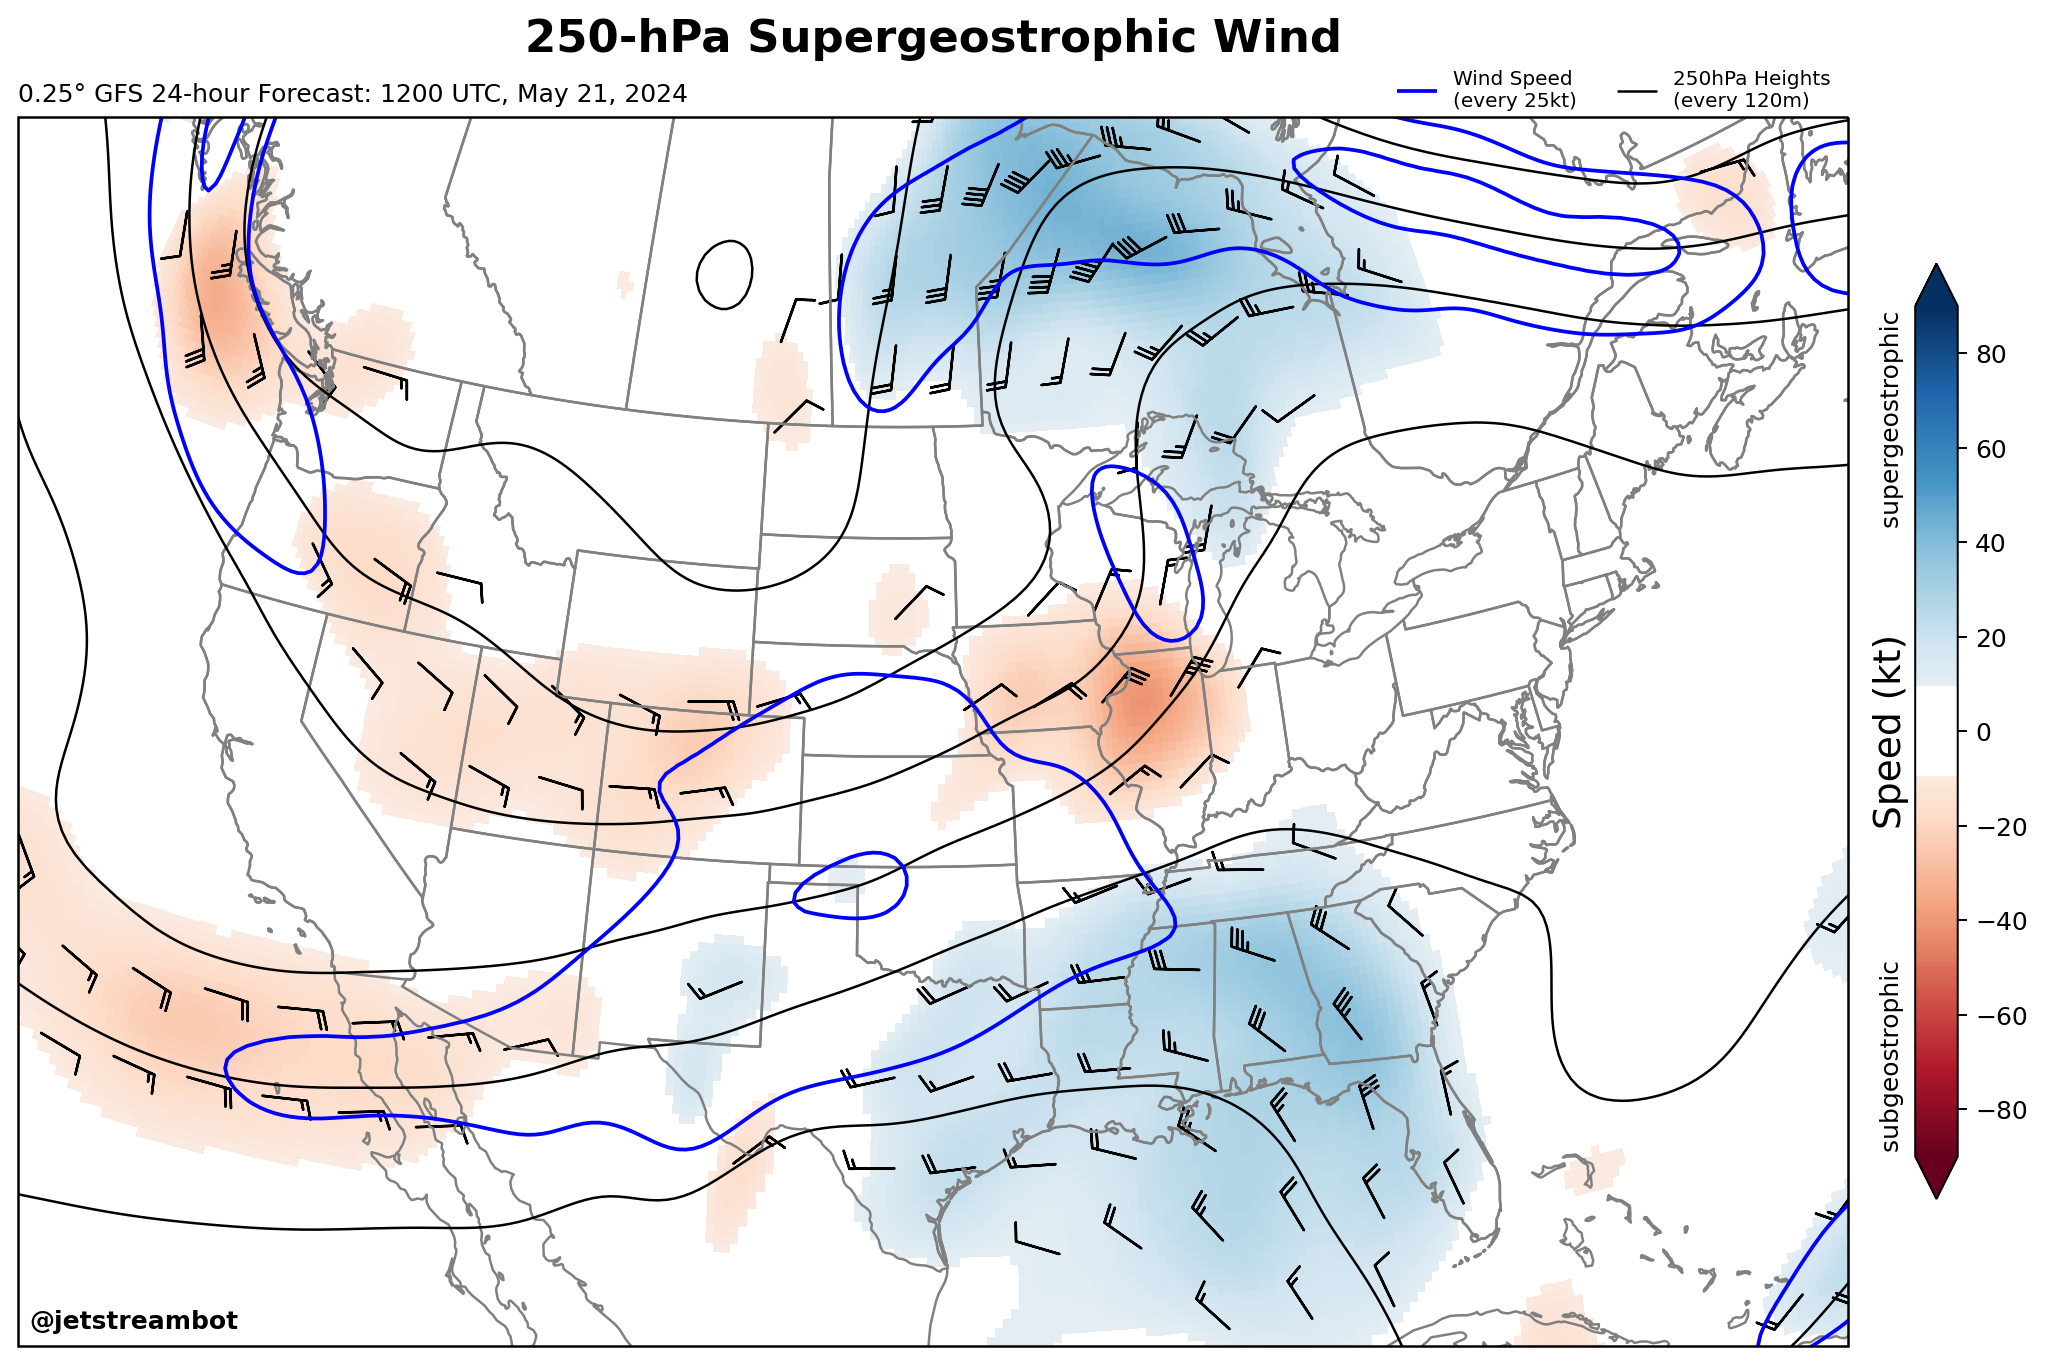 250-hPa Supergeostrophic Wind
0.25° GFS 24-hour Forecast: 1200 UTC, May 21, 2024
Wind Speed
(every 25kt)
250hPa Heights
(every 120m)
supergeostrophic
subgeostrophic
Speed (kt)
80
60
40
20
0
−20
−40
−60
−80
@jetstreambot